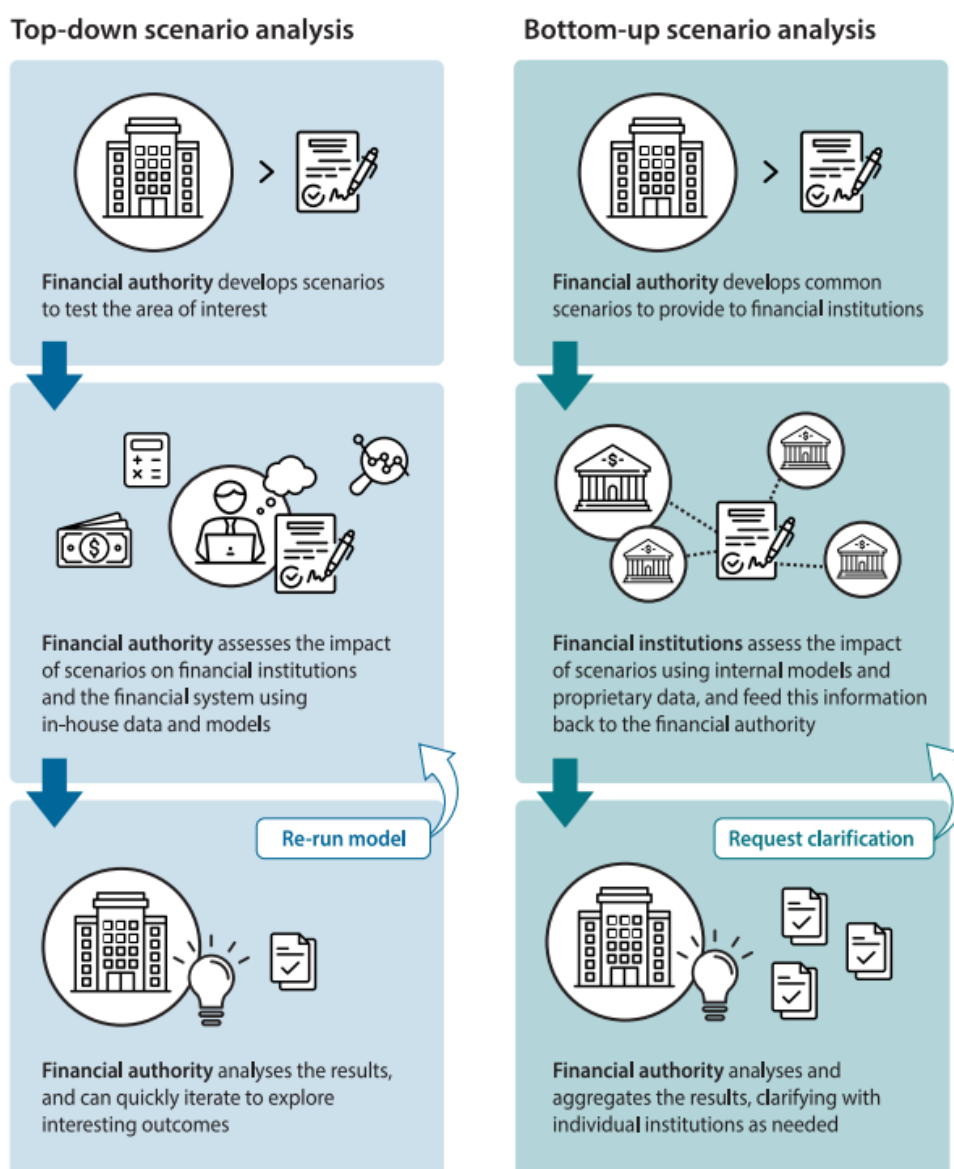 Top-down scenario analysis
Financial authority develops scenarios
to test the area of interest
Financial authority assesses the impact
of scenarios on financial institutions
and the financial system using
in-house data and models
Re-run model
Financial authority analyses the results,
and can quickly iterate to explore
interesting outcomes
Bottom-up scenario analysis
Financial authority develops common
scenarios to provide to financial institutions
Financial institutions assess the impact
of scenarios using internal models and
proprietary data, and feed this information
back to the financial authority
Request clarification
Financial authority analyses and
aggregates the results, clarifying with
individual institutions as needed